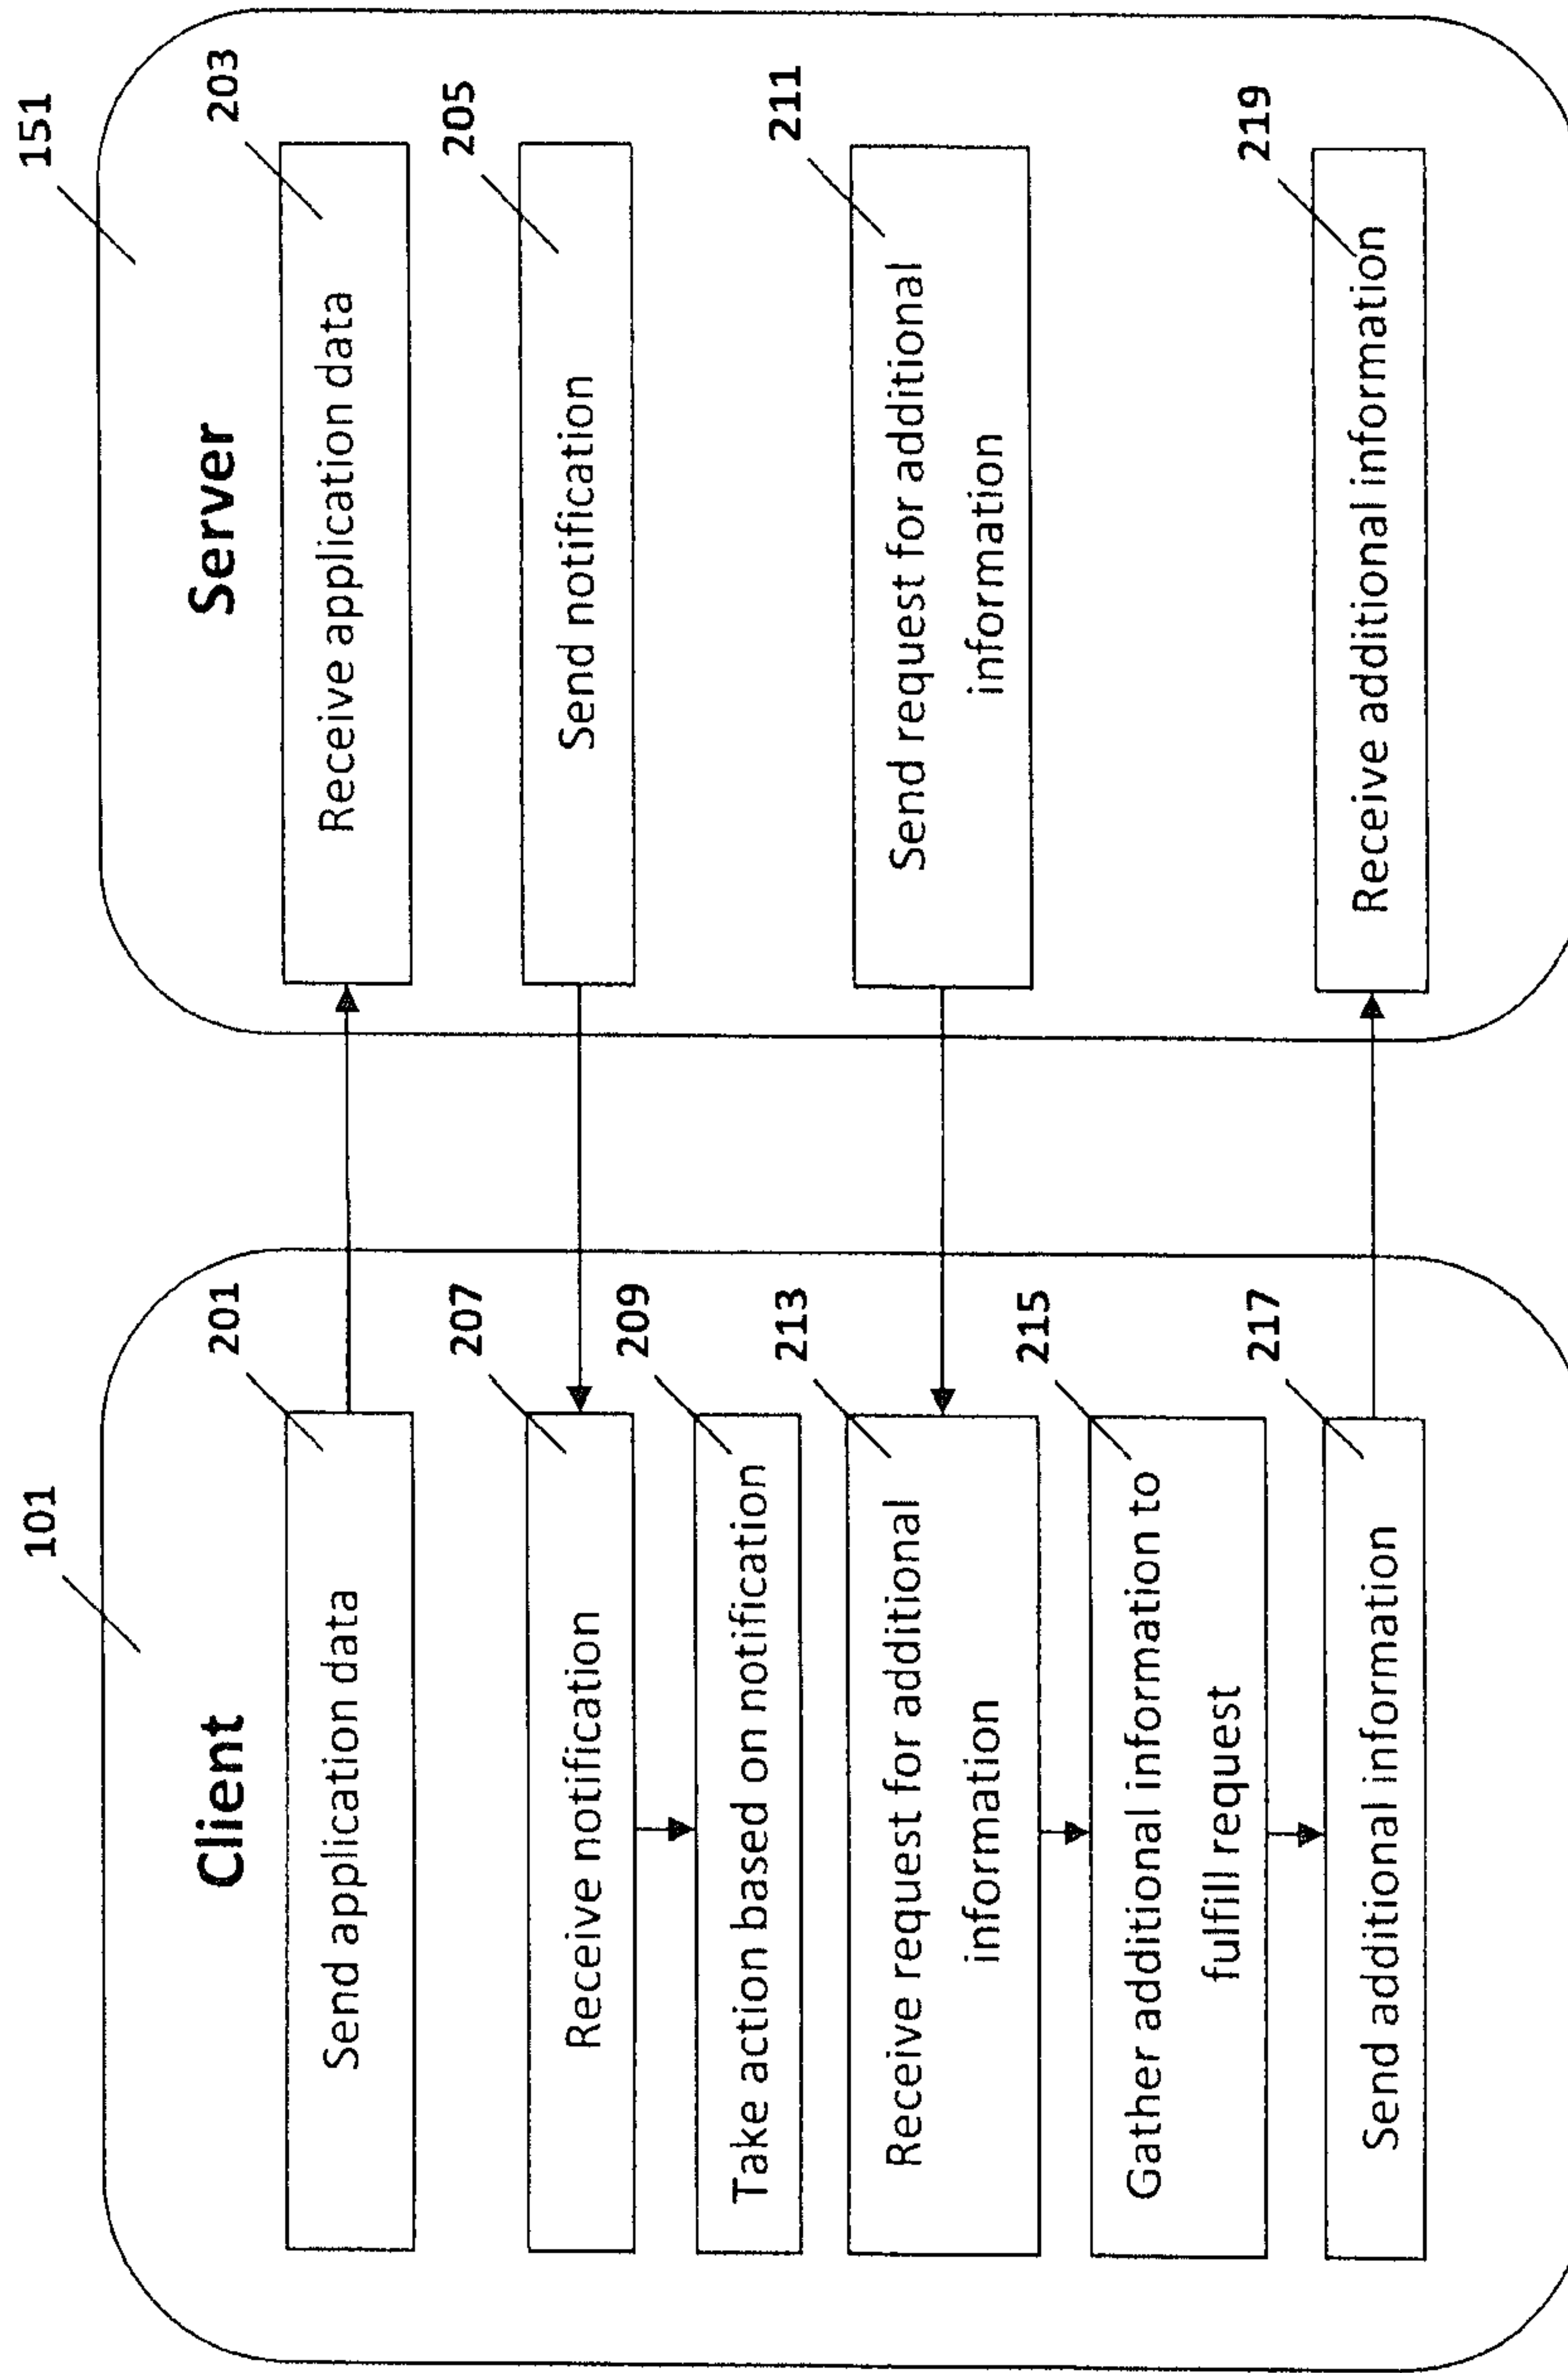 101
Client
201
Send application data
207
Receive notification
209
Take action based on notification
213
Receive request for additional
information
215
Gather additional information to
fulfill request
217
Send additional information
151
Server
203
Receive application data
205
Send notification
211
Send request for additional
information
219
Receive additional information